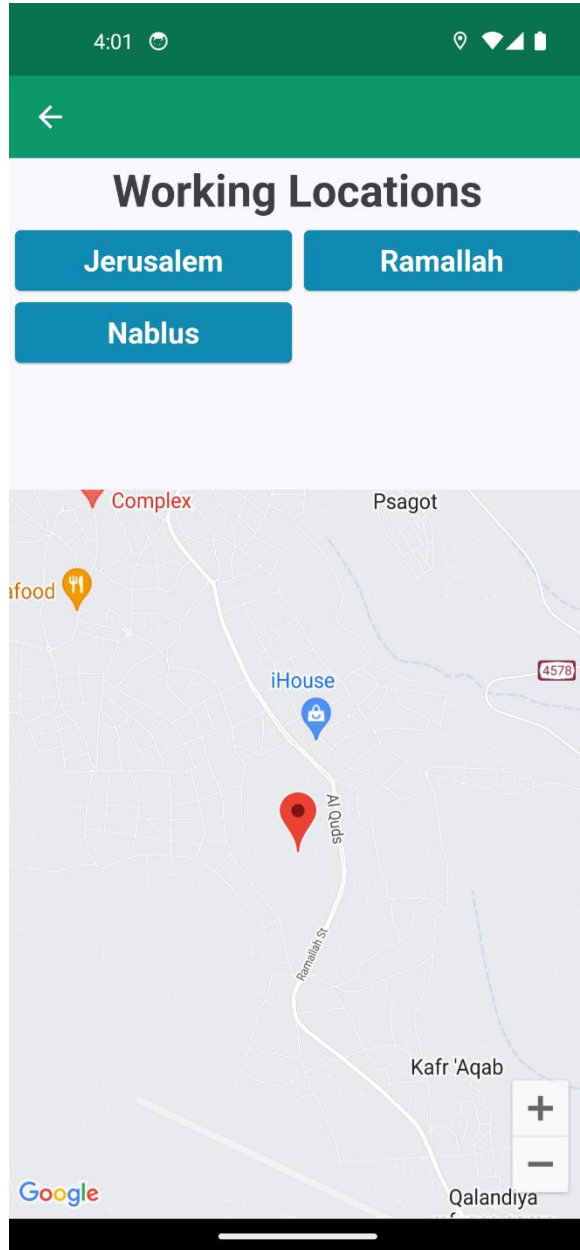 4:01
Working Locations
Jerusalem
Ramallah
Nablus
Complex
Psagot
afood
4578
iHouse
Al Quds
Ramallah St
Kafr 'Aqab
+
−
Google
Qalandiya